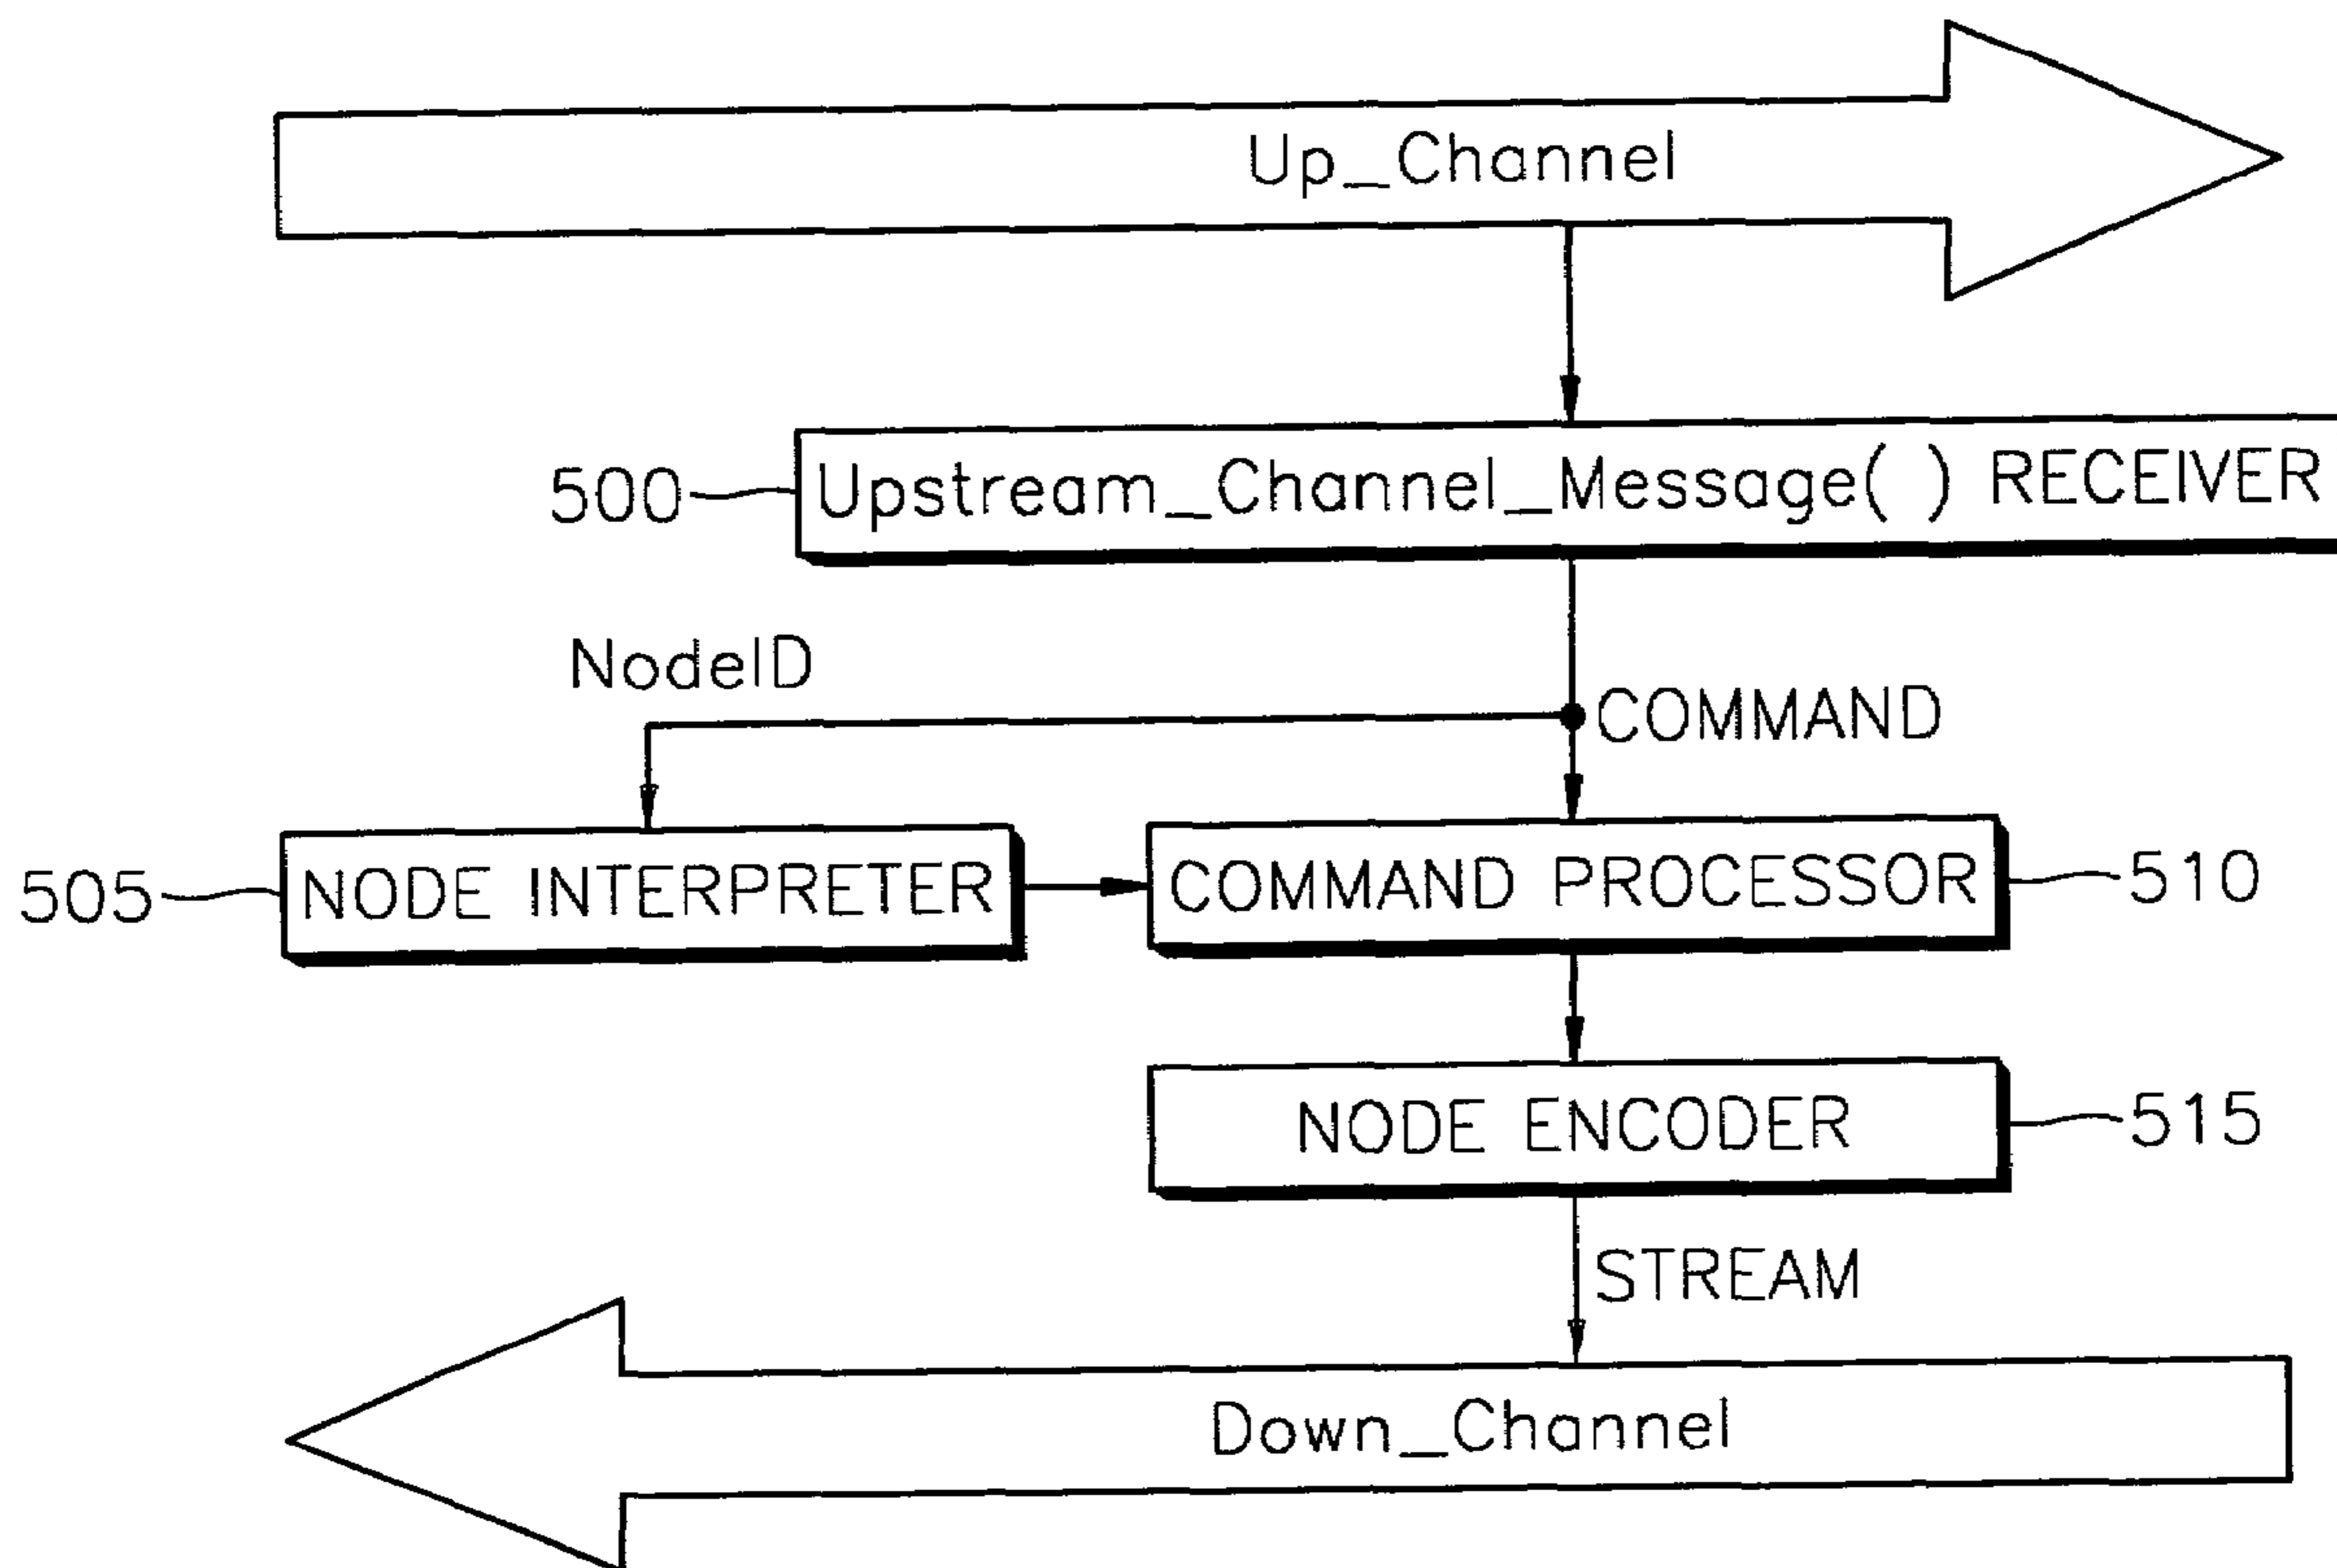 Up_Channel
500 Upstream_Channel_Message( ) RECEIVER
NodeID
COMMAND
505 NODE INTERPRETER COMMAND PROCESSOR 510
NODE ENCODER 515
STREAM
Down_Channel